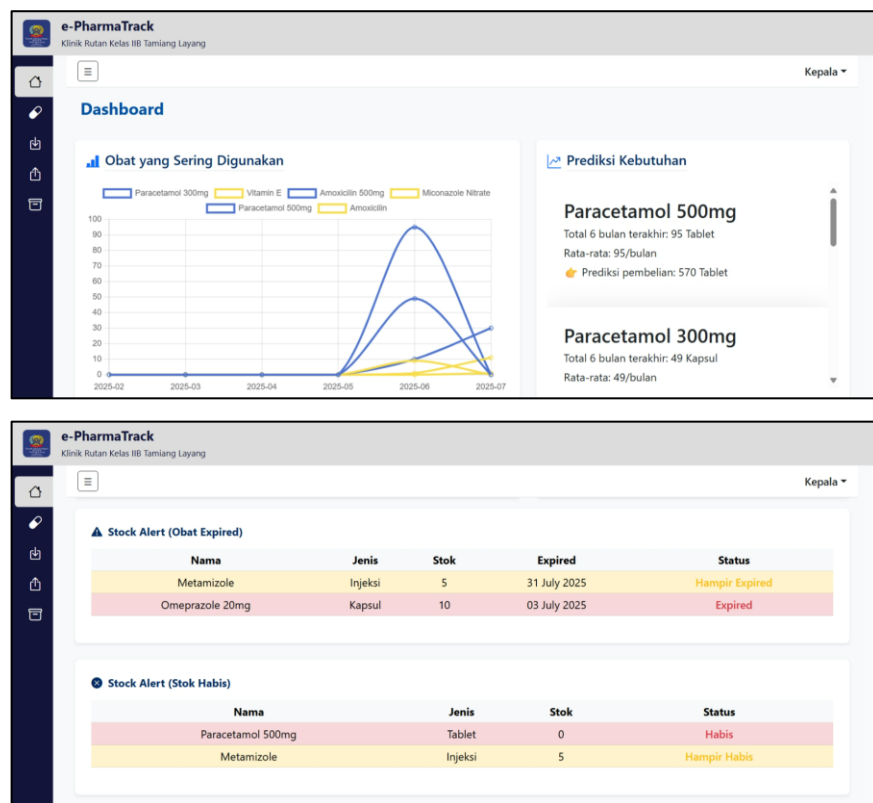 e-PharmaTrack
Klinik Rutan Kelas IIB Tamiang Layang
Kepala
Dashboard
Obat yang Sering Digunakan
Paracetamol 300mg Vitamin E Amoxicilin 500mg Miconazole Nitrate
Paracetamol 500mg Amoxicilin
100
90
80
70
60
50
40
30
20
10
0
2025-02 2025-03 2025-04 2025-05 2025-06 2025-07
Prediksi Kebutuhan
Paracetamol 500mg
Total 6 bulan terakhir: 95 Tablet
Rata-rata: 95/bulan
👉 Prediksi pembelian: 570 Tablet
Paracetamol 300mg
Total 6 bulan terakhir: 49 Kapsul
Rata-rata: 49/bulan
e-PharmaTrack
Klinik Rutan Kelas IIB Tamiang Layang
Kepala
Stock Alert (Obat Expired)
Nama Jenis Stok Expired Status
Metamizole Injeksi 5 31 July 2025 Hampir Expired
Omeprazole 20mg Kapsul 10 03 July 2025 Expired
Stock Alert (Stok Habis)
Nama Jenis Stok Status
Paracetamol 500mg Tablet 0 Habis
Metamizole Injeksi 5 Hampir Habis